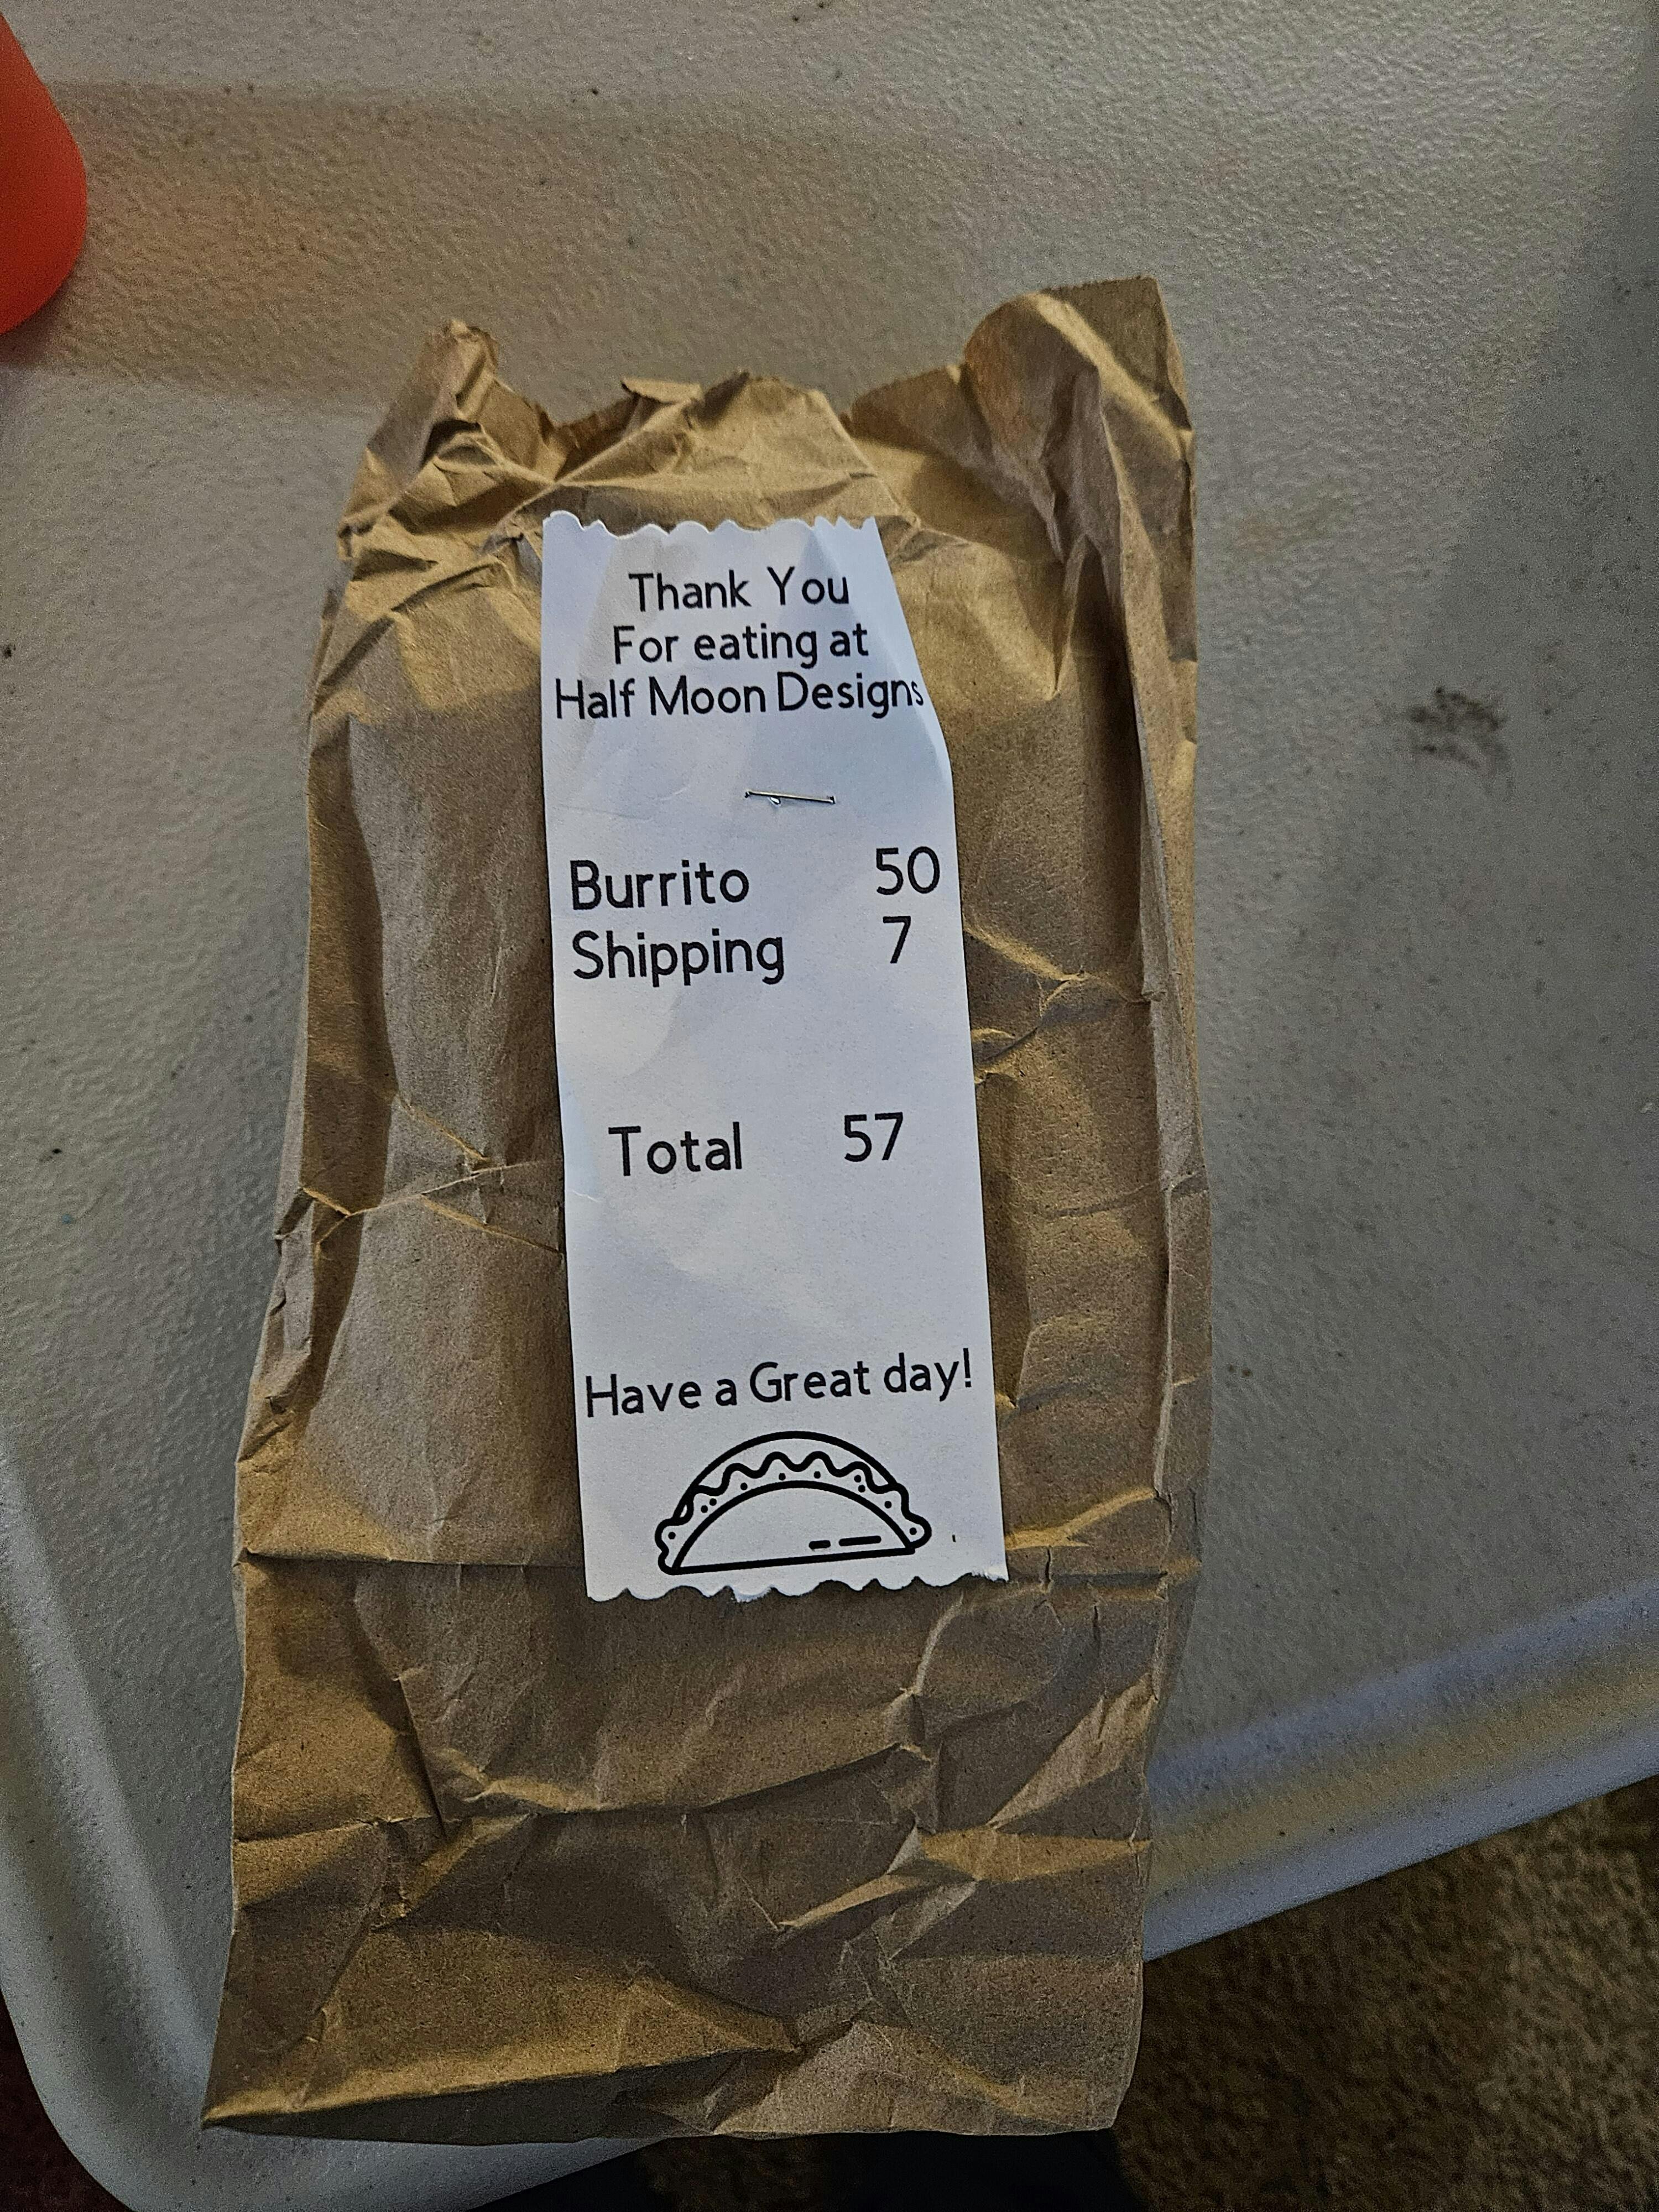 Thank You
For eating at
Half Moon Designs
Burrito 50
Shipping 7
Total 57
Have a Great day!